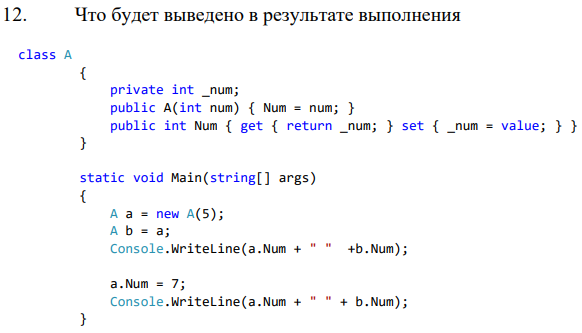 12. Что будет выведено в результате выполнения
class A
{
private int _num;
public A(int num) { Num = num; }
public int Num { get { return _num; } set { _num = value; } }
}
static void Main(string[] args)
{
A a = new A(5);
A b = a;
Console.WriteLine(a.Num + " " +b.Num);
a.Num = 7;
Console.WriteLine(a.Num + " " + b.Num);
}